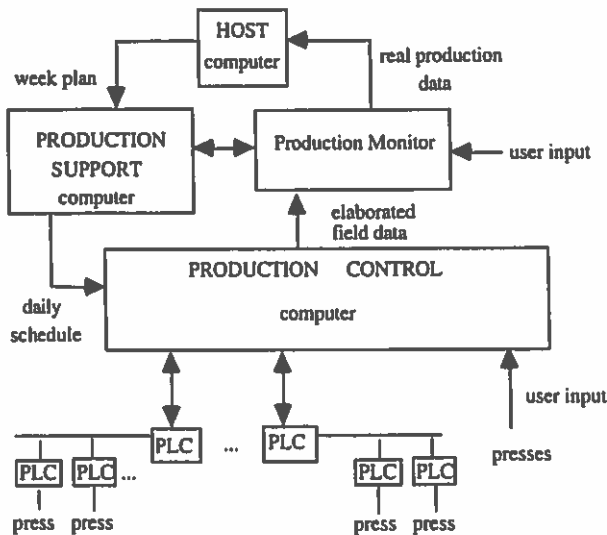 HOST
computer
week plan
real production
data
PRODUCTION
SUPPORT
computer
Production Monitor
user input
elaborated
field data
PRODUCTION CONTROL
computer
daily
schedule
user input
presses
PLC ... PLC
PLC PLC ... PLC PLC
press press press press